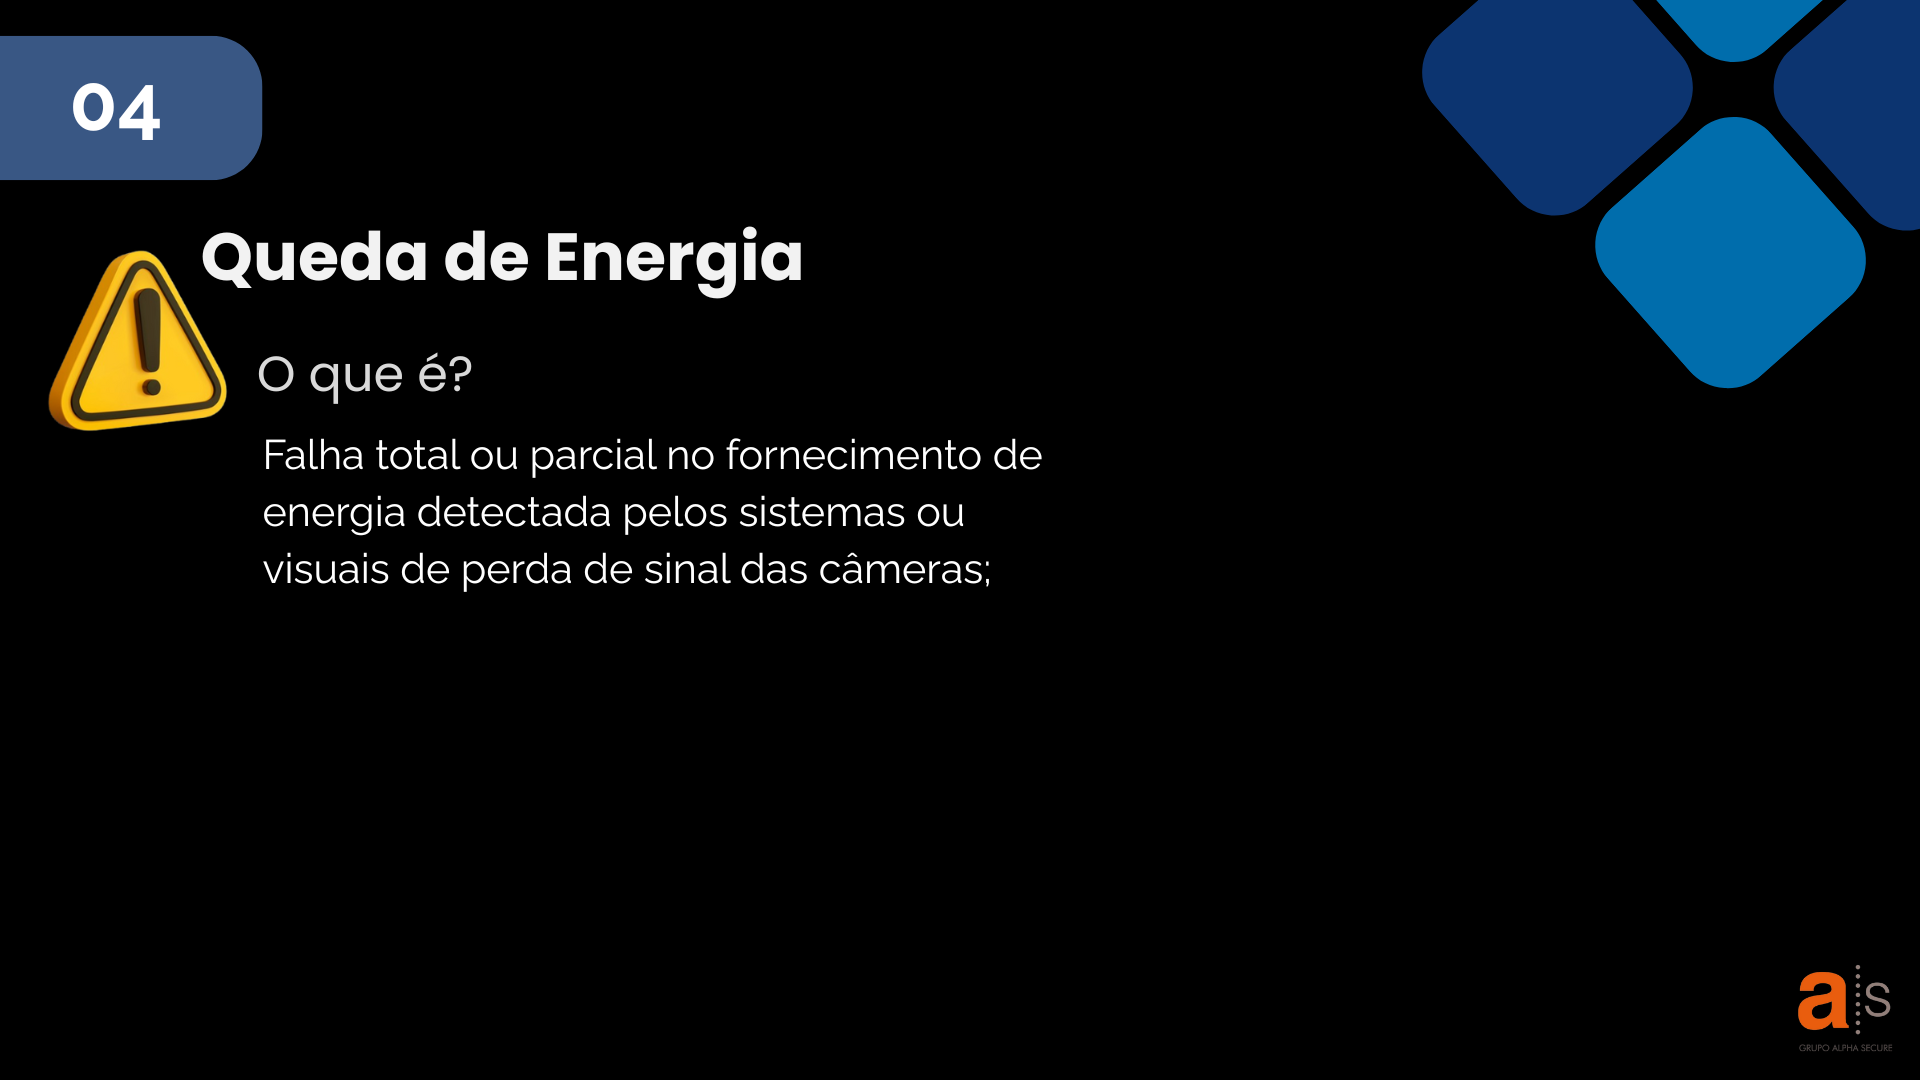 04
Queda de Energia
O que é?
Falha total ou parcial no fornecimento de
energia detectada pelos sistemas ou
visuais de perda de sinal das câmeras;
a s
GRUPO ALPHA SECURE